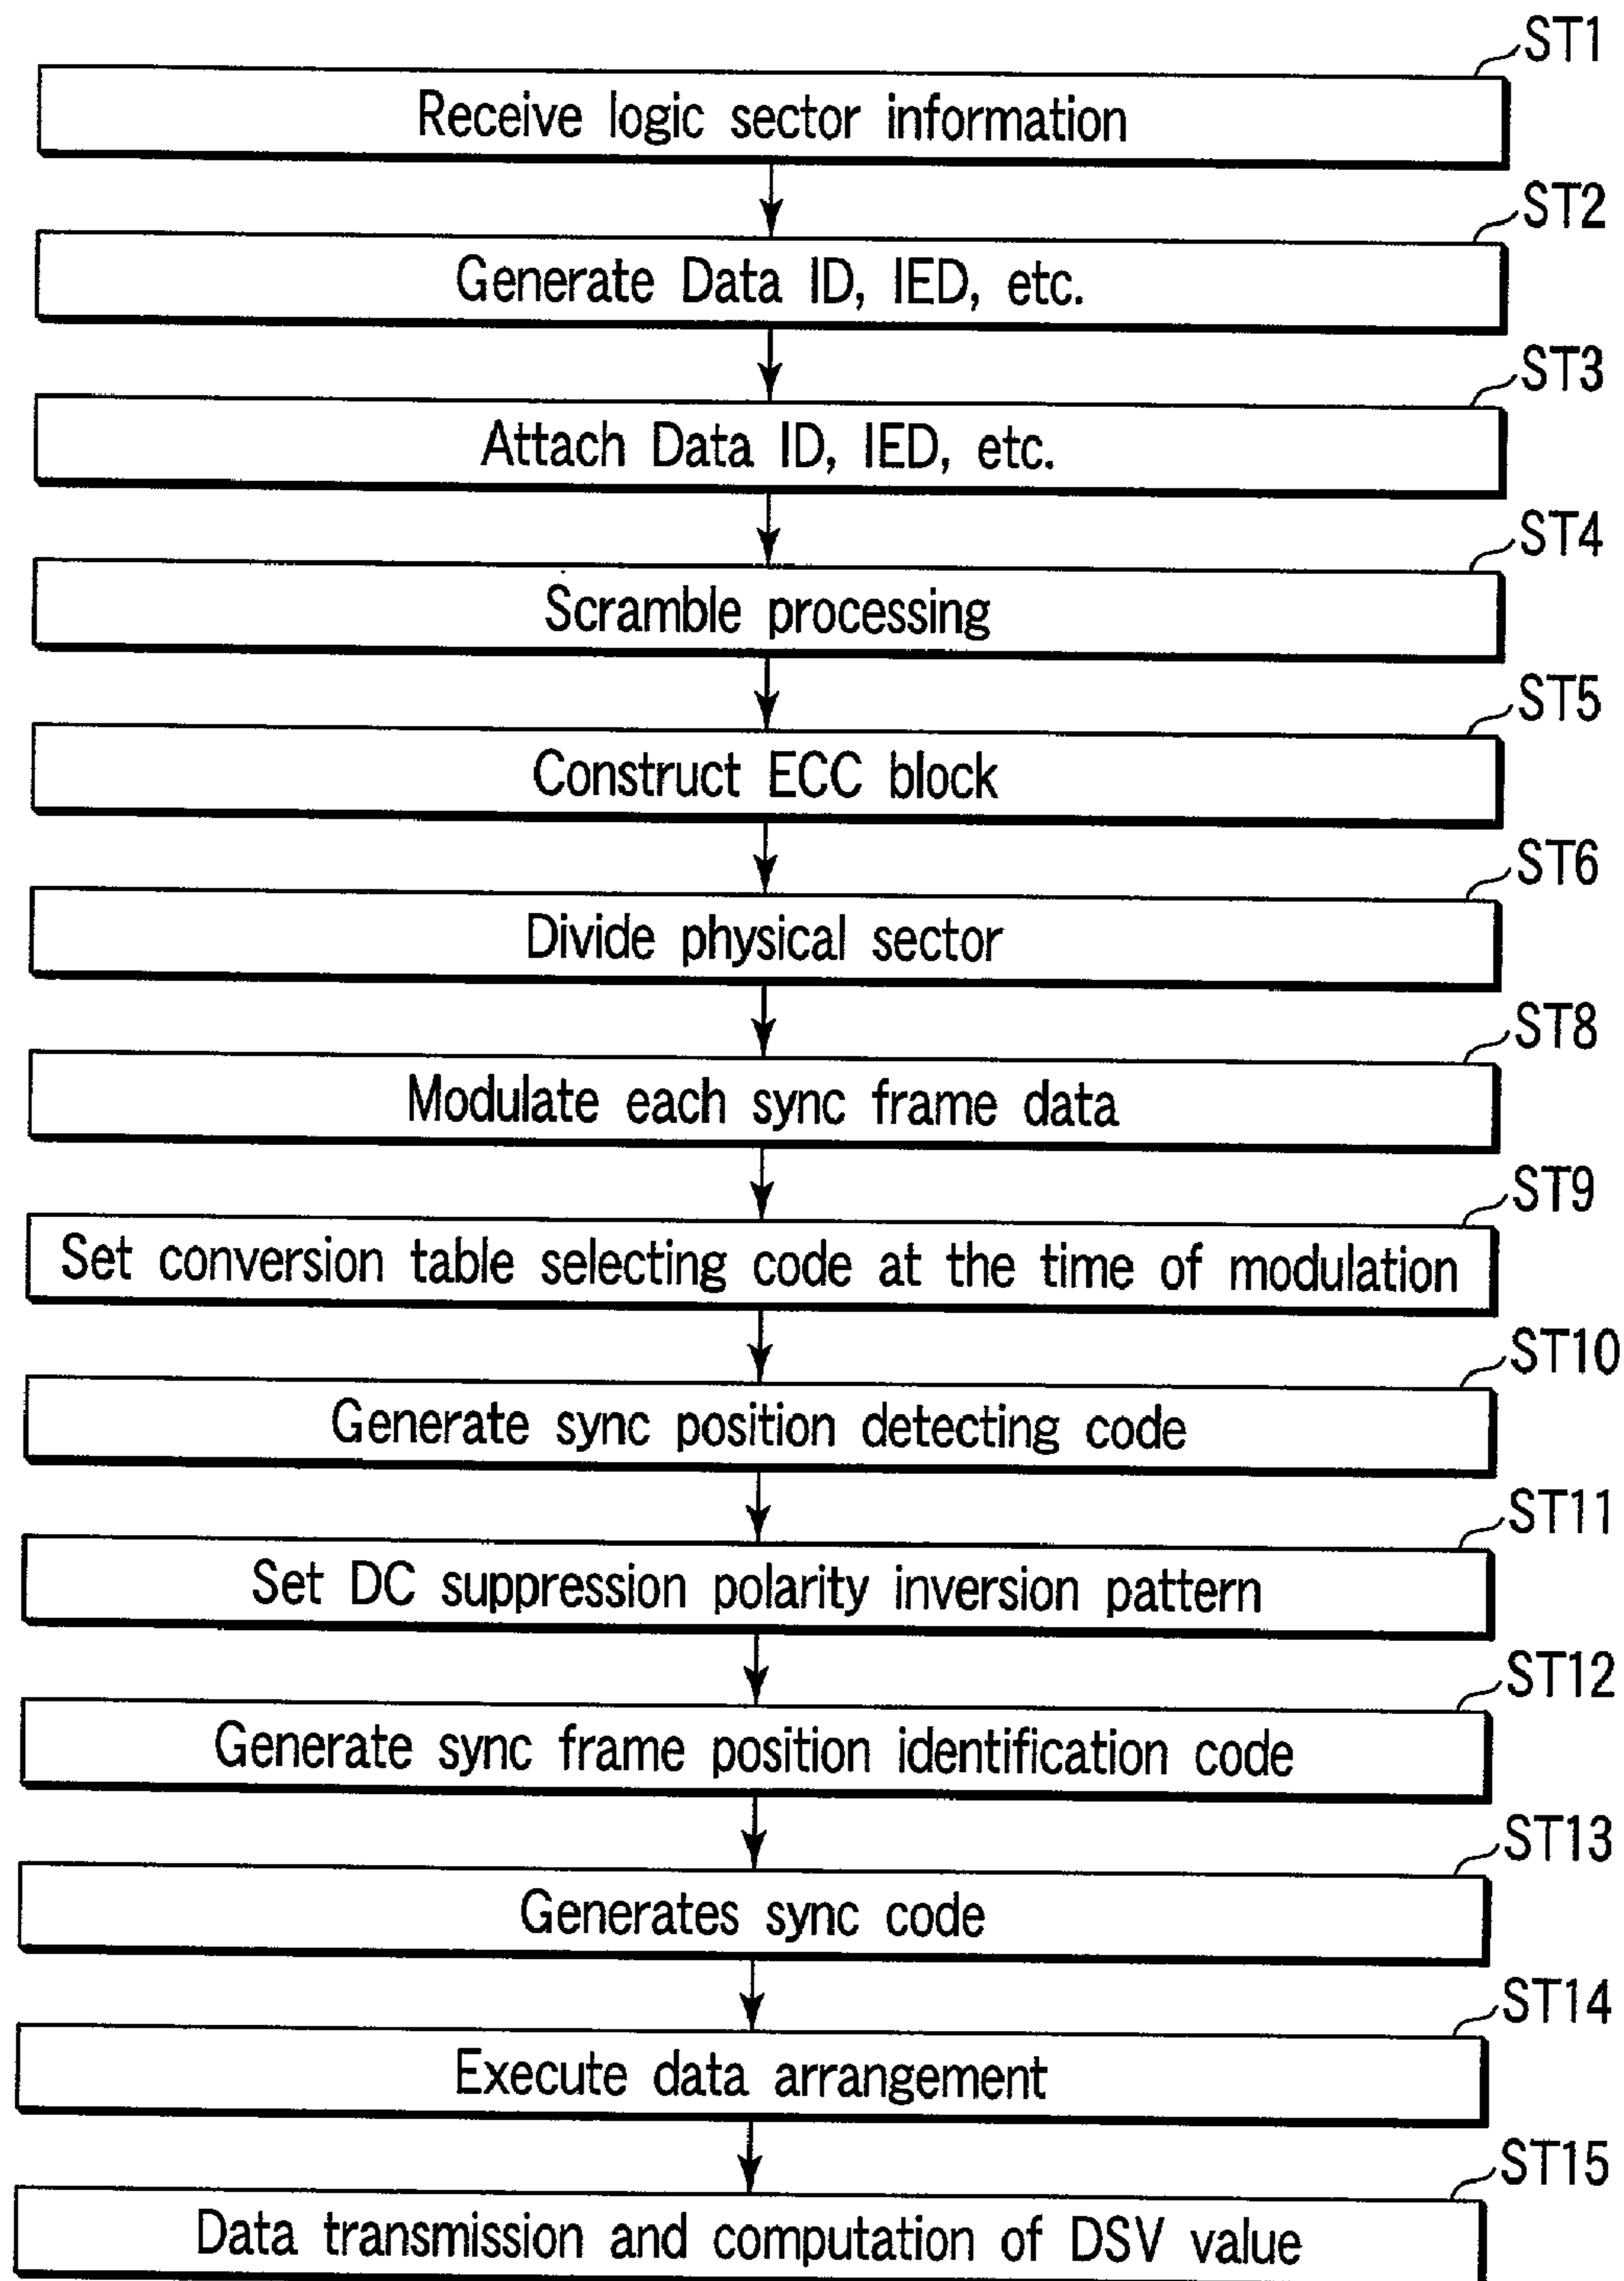 ST1
Receive logic sector information
ST2
Generate Data ID, IED, etc.
ST3
Attach Data ID, IED, etc.
ST4
Scramble processing
ST5
Construct ECC block
ST6
Divide physical sector
ST8
Modulate each sync frame data
ST9
Set conversion table selecting code at the time of modulation
ST10
Generate sync position detecting code
ST11
Set DC suppression polarity inversion pattern
ST12
Generate sync frame position identification code
ST13
Generates sync code
ST14
Execute data arrangement
ST15
Data transmission and computation of DSV value